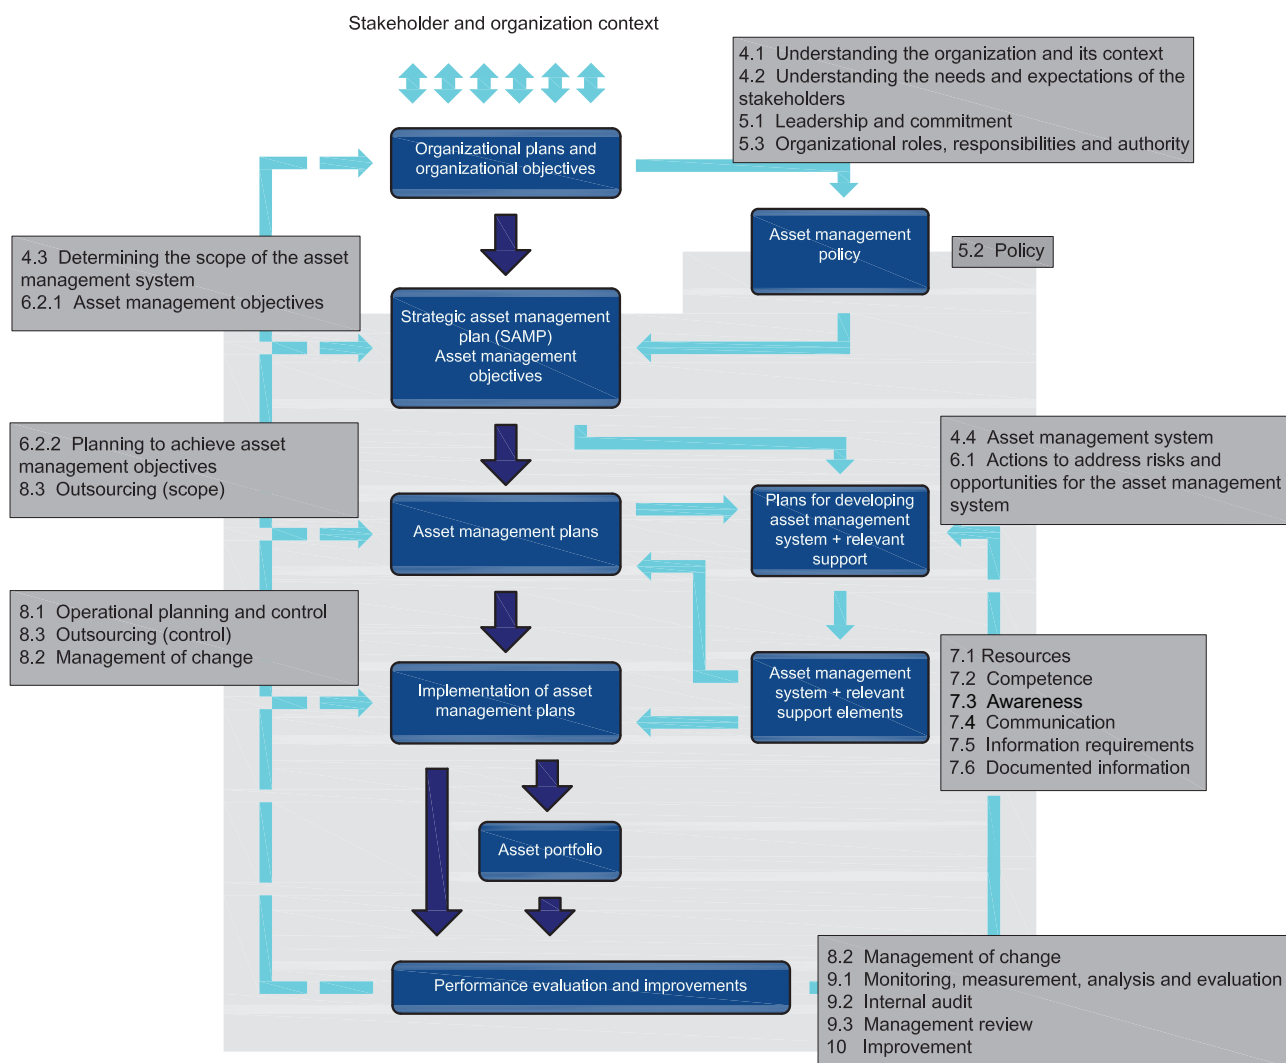 Stakeholder and organization context
4.1  Understanding the organization and its context
4.2  Understanding the needs and expectations of the
stakeholders
5.1  Leadership and commitment
5.3  Organizational roles, responsibilities and authority
Organizational plans and
organizational objectives
Asset management
policy
5.2  Policy
4.3  Determining the scope of the asset
management system
6.2.1  Asset management objectives
Strategic asset management
plan (SAMP)
Asset management
objectives
6.2.2  Planning to achieve asset
management objectives
8.3  Outsourcing (scope)
4.4  Asset management system
6.1  Actions to address risks and
opportunities for the asset management
system
Asset management plans
Plans for developing
asset management
system + relevant
support
8.1  Operational planning and control
8.3  Outsourcing (control)
8.2  Management of change
Implementation of asset
management plans
Asset management
system + relevant
support elements
7.1 Resources
7.2  Competence
7.3  Awareness
7.4  Communication
7.5  Information requirements
7.6  Documented information
Asset portfolio
Performance evaluation and improvements
8.2  Management of change
9.1  Monitoring, measurement, analysis and evaluation
9.2  Internal audit
9.3  Management review
10   Improvement